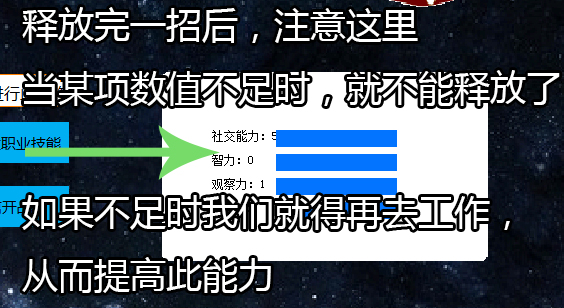 释放完一招后，注意这里
当某项数值不足时，就不能释放了
进行
职业技能
社交能力：5
智力：0
观察力：1
如果不足时我们就得再去工作，
从而提高此能力